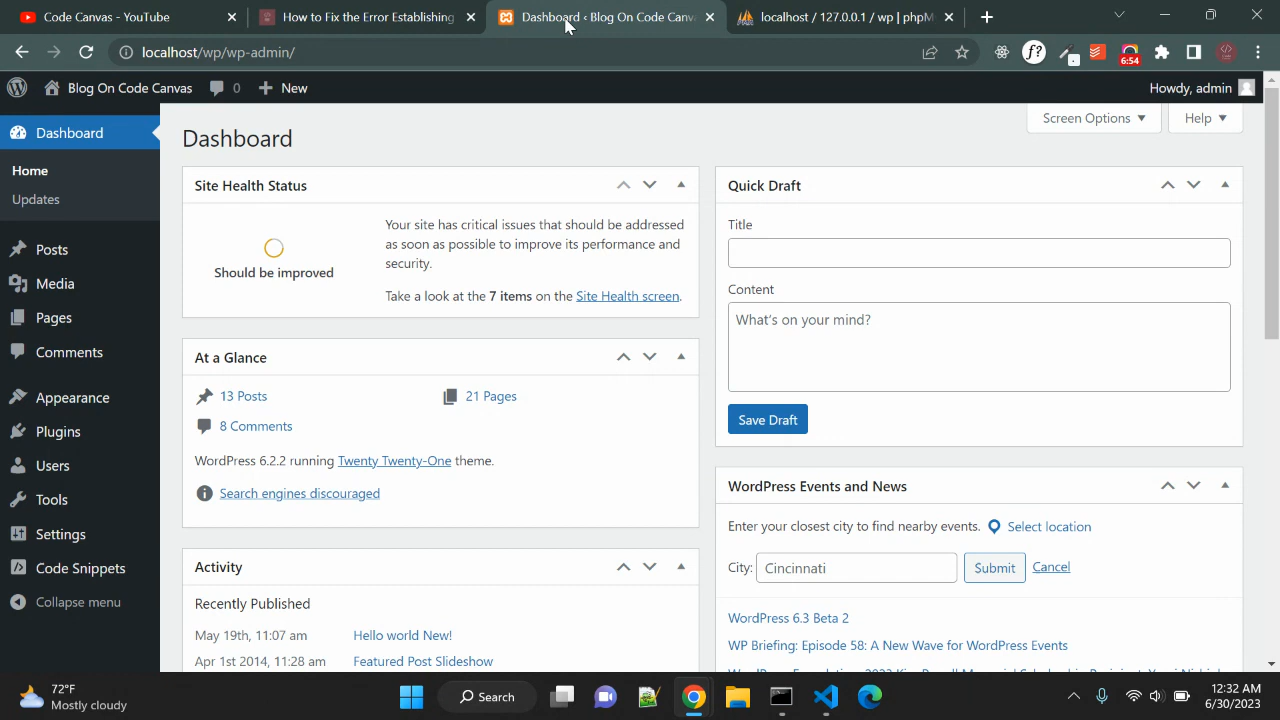 Code Canvas - YouTube
How to Fix the Error Establishing
Dashboard ‹ Blog On Code Canv
localhost / 127.0.0.1 / wp | phpM
localhost/wp/wp-admin/
f?
6:54
Blog On Code Canvas
0
New
Howdy, admin
Dashboard
Home
Updates
Posts
Media
Pages
Comments
Appearance
Plugins
Users
Tools
Settings
Code Snippets
Collapse menu
Screen Options
Help
Dashboard
Site Health Status
Should be improved
Your site has critical issues that should be addressed
as soon as possible to improve its performance and
security.
Take a look at the 7 items on the Site Health screen.
At a Glance
13 Posts
21 Pages
8 Comments
WordPress 6.2.2 running Twenty Twenty-One theme.
Search engines discouraged
Activity
Recently Published
May 19th, 11:07 am
Hello world New!
Apr 1st 2014, 11:28 am
Featured Post Slideshow
Quick Draft
Title
Content
What's on your mind?
Save Draft
WordPress Events and News
Enter your closest city to find nearby events.
Select location
City:
Cincinnati
Submit
Cancel
WordPress 6.3 Beta 2
WP Briefing: Episode 58: A New Wave for WordPress Events
72°F
Mostly cloudy
Search
12:32 AM
6/30/2023